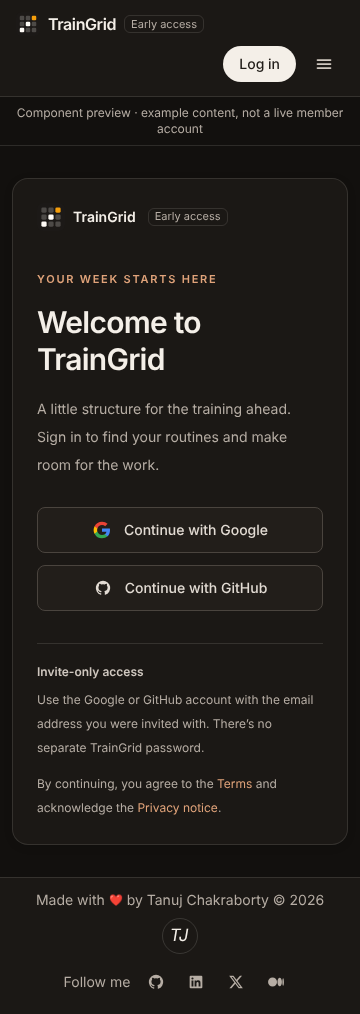 TrainGrid Early access
Log in
Component preview · example content, not a live member
account
TrainGrid Early access
YOUR WEEK STARTS HERE
Welcome to
TrainGrid
A little structure for the training ahead.
Sign in to find your routines and make
room for the work.
Continue with Google
Continue with GitHub
Invite-only access
Use the Google or GitHub account with the email
address you were invited with. There’s no
separate TrainGrid password.
By continuing, you agree to the Terms and
acknowledge the Privacy notice.
Made with ❤️ by Tanuj Chakraborty © 2026
TJ
Follow me